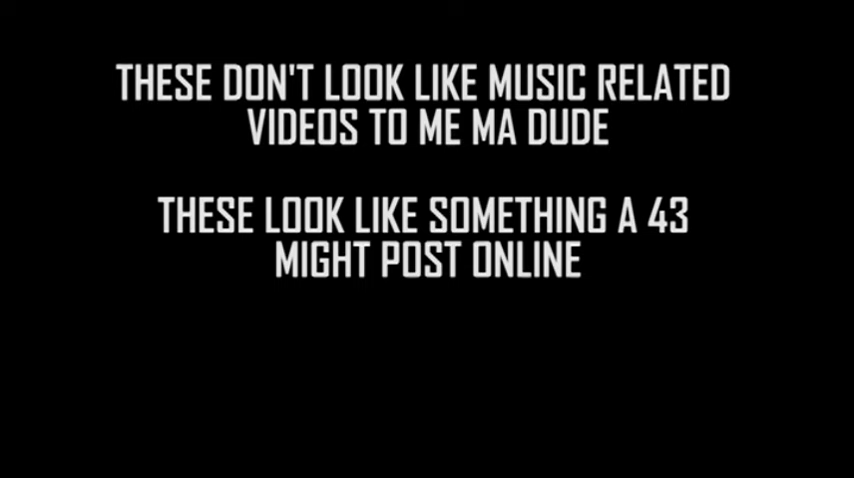 THESE DON'T LOOK LIKE MUSIC RELATED
VIDEOS TO ME MA DUDE
THESE LOOK LIKE SOMETHING A 43
MIGHT POST ONLINE